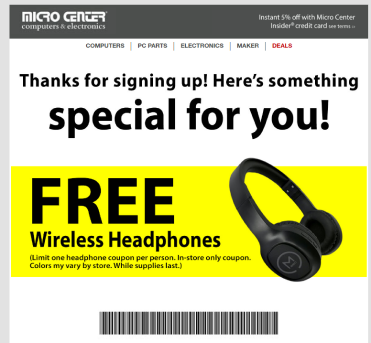 MICRO CENTER
computers & electronics
Instant 5% off with Micro Center
Insider® credit card see terms »
COMPUTERS | PC PARTS | ELECTRONICS | MAKER | DEALS
Thanks for signing up! Here's something
special for you!
FREE
Wireless Headphones
(Limit one headphone coupon per person. In-store only coupon.
Colors my vary by store. While supplies last.)